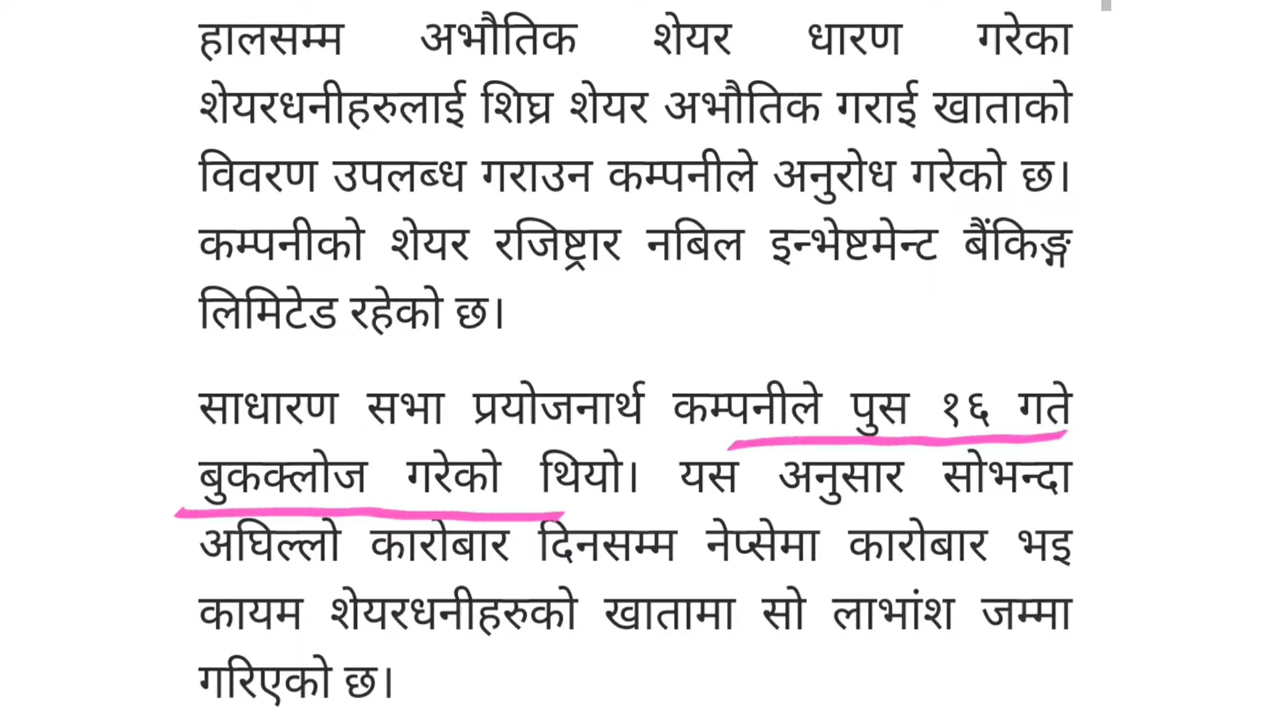 हालसम्म अभौतिक शेयर धारण गरेका
शेयरधनीहरुलाई शिघ्र शेयर अभौतिक गराई खाताको
विवरण उपलब्ध गराउन कम्पनीले अनुरोध गरेको छ।
कम्पनीको शेयर रजिष्ट्रार नबिल इन्भेष्टमेन्ट बैंकिङ्ग
लिमिटेड रहेको छ।
साधारण सभा प्रयोजनार्थ कम्पनीले पुस १६ गते
बुकक्लोज गरेको थियो। यस अनुसार सोभन्दा
अघिल्लो कारोबार दिनसम्म नेप्सेमा कारोबार भइ
कायम शेयरधनीहरुको खातामा सो लाभांश जम्मा
गरिएको छ।